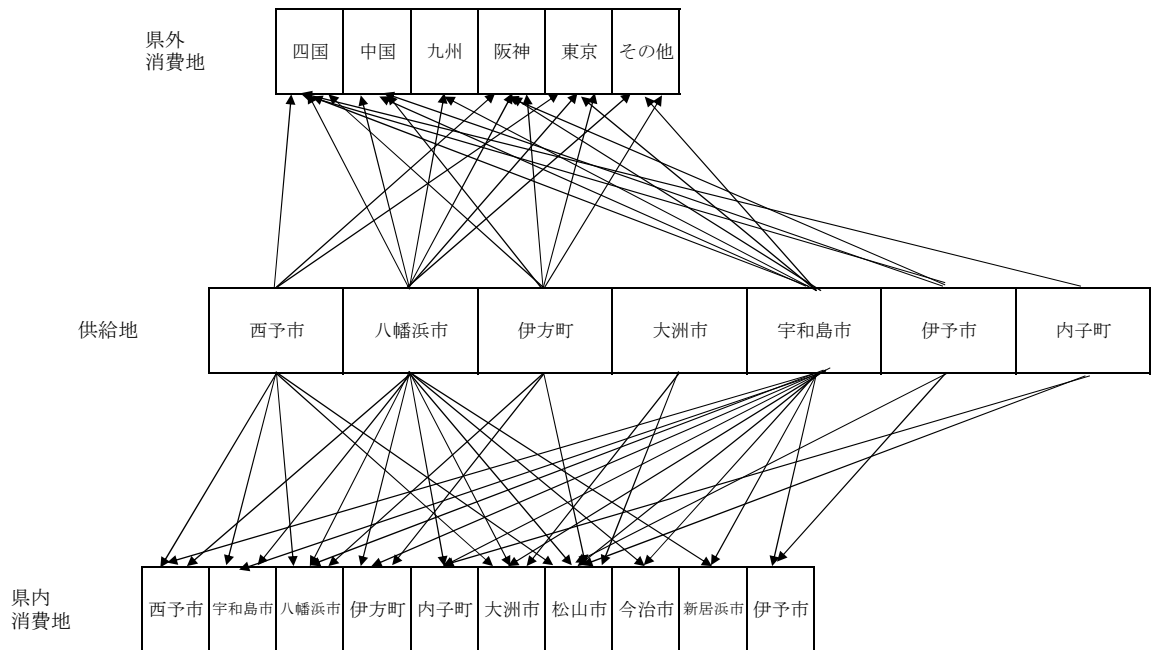 県外
消費地
四国 中国 九州 阪神 東京 その他
供給地
西予市 八幡浜市 伊方町 大洲市 宇和島市 伊予市 内子町
県内
消費地
西予市 宇和島市 八幡浜市 伊方町 内子町 大洲市 松山市 今治市 新居浜市 伊予市